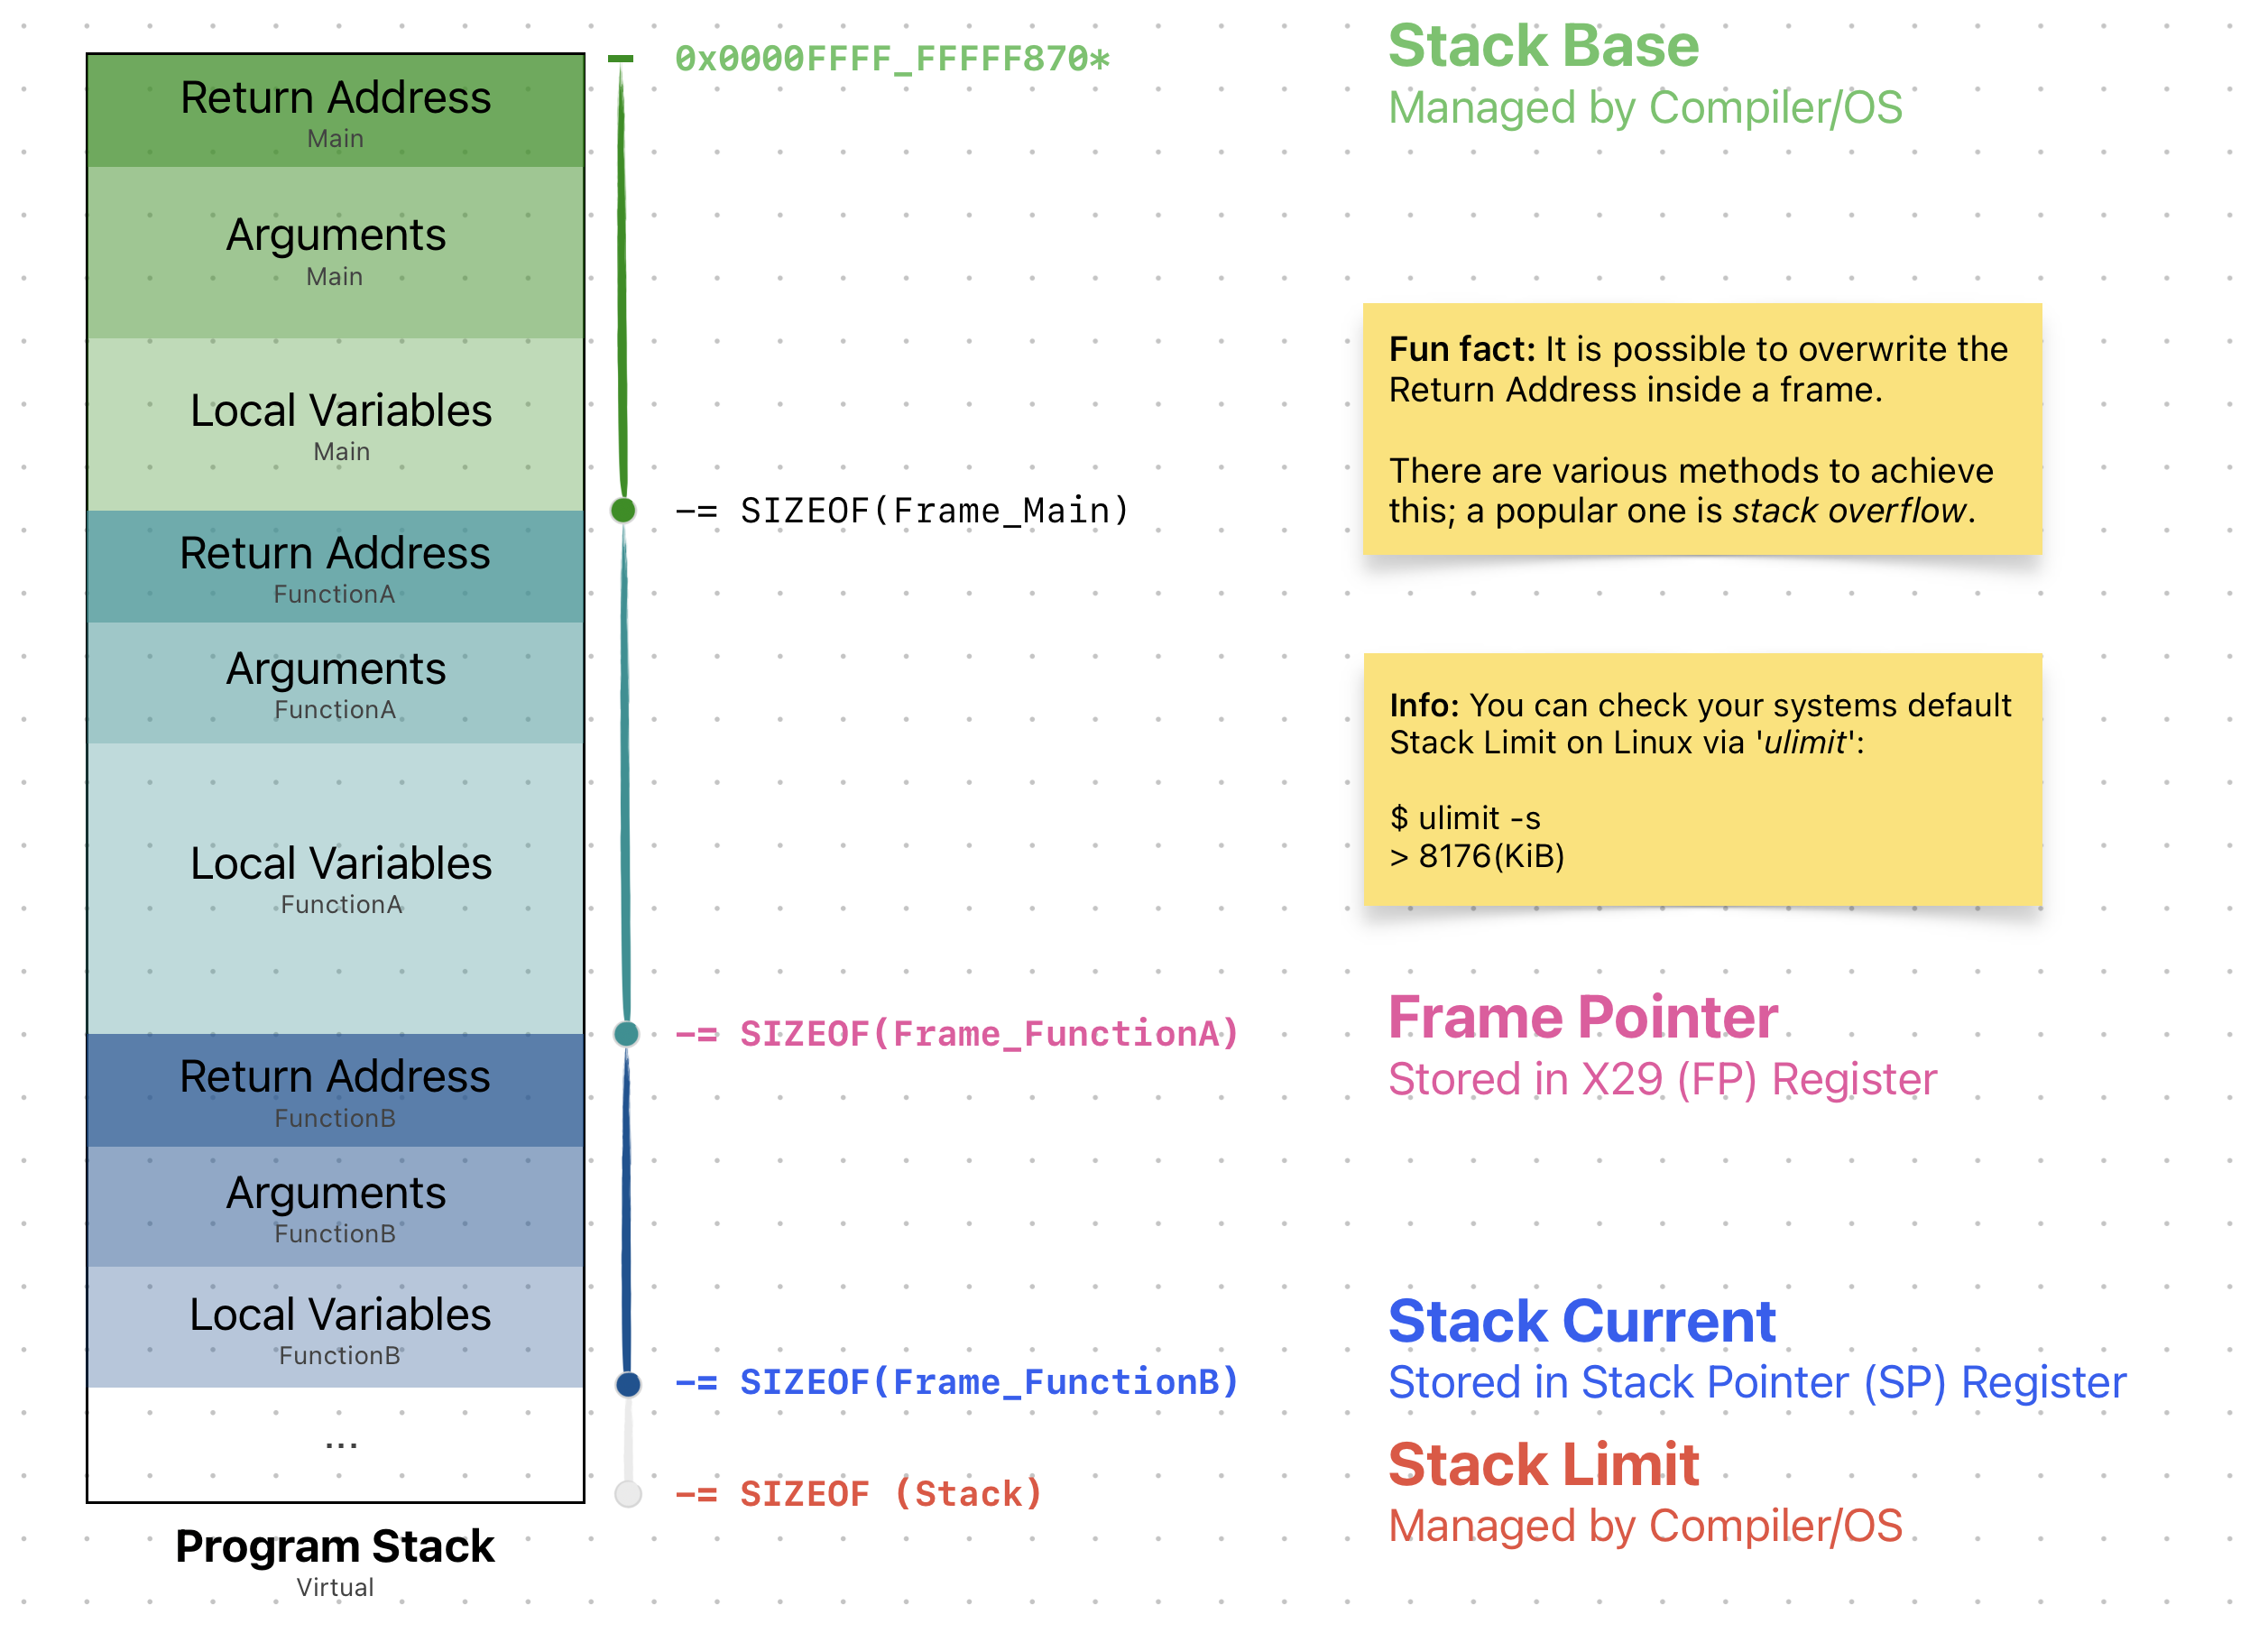 Return Address
Main
Arguments
Main
Local Variables
Main
Return Address
FunctionA
Arguments
FunctionA
Local Variables
FunctionA
Return Address
FunctionB
Arguments
FunctionB
Local Variables
FunctionB
...
Program Stack
Virtual
0x0000FFFF_FFFFF870*
-= SIZEOF(Frame_Main)
-= SIZEOF(Frame_FunctionA)
-= SIZEOF(Frame_FunctionB)
-= SIZEOF (Stack)
Stack Base
Managed by Compiler/OS
Fun fact: It is possible to overwrite the
Return Address inside a frame.
There are various methods to achieve
this; a popular one is stack overflow.
Info: You can check your systems default
Stack Limit on Linux via 'ulimit':
$ ulimit -s
> 8176(KiB)
Frame Pointer
Stored in X29 (FP) Register
Stack Current
Stored in Stack Pointer (SP) Register
Stack Limit
Managed by Compiler/OS